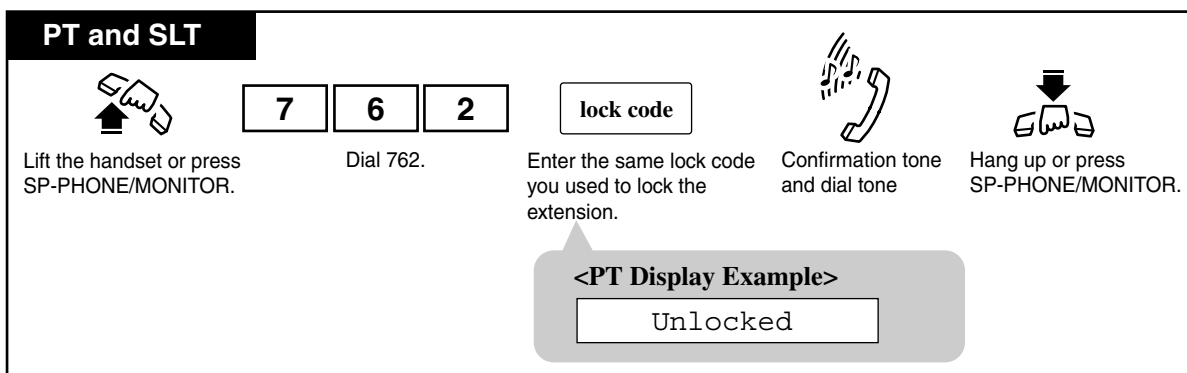 PT and SLT
7 6 2
lock code
Lift the handset or press
SP-PHONE/MONITOR.
Dial 762.
Enter the same lock code
you used to lock the
extension.
Confirmation tone
and dial tone
Hang up or press
SP-PHONE/MONITOR.
<PT Display Example>
Unlocked